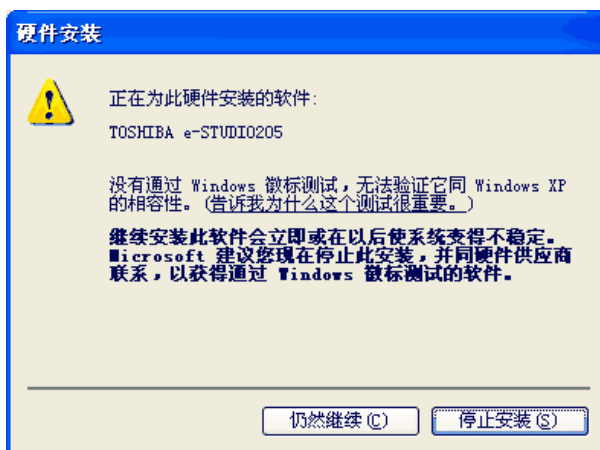 硬件安装
正在为此硬件安装的软件:
TOSHIBA e-STUDIO205
没有通过 Windows 徽标测试，无法验证它同 Windows XP
的相容性。(告诉我为什么这个测试很重要。)
继续安装此软件会立即或在以后使系统变得不稳定。
Microsoft 建议您现在停止此安装，并同硬件供应商
联系，以获得通过 Windows 徽标测试的软件。
仍然继续(C)
停止安装(S)